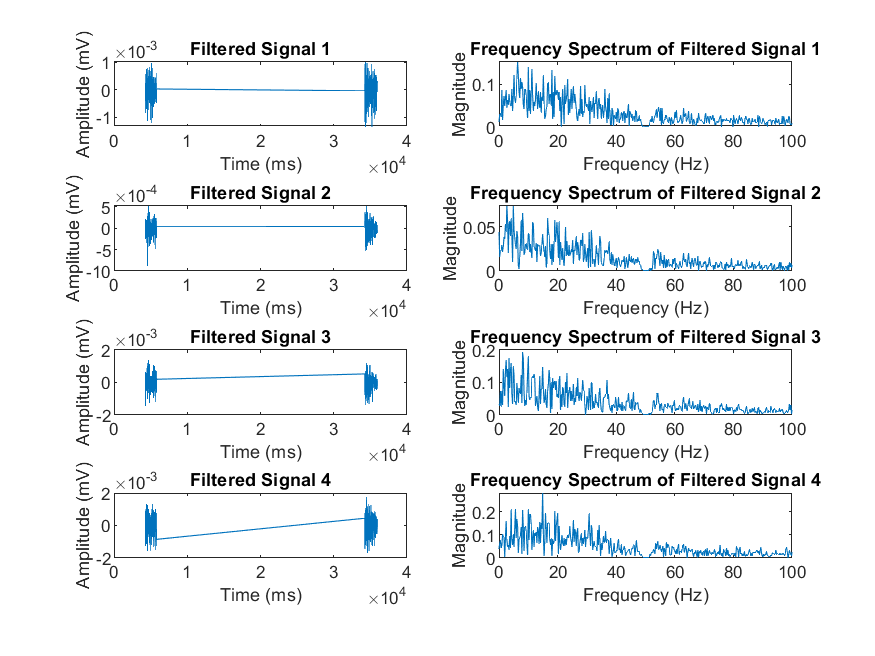 Filtered Signal 1
×10-3
Amplitude (mV)
1
0
-1
0 1 2 3 4
Time (ms)
×104
Frequency Spectrum of Filtered Signal 1
Magnitude
0.1
0
0 20 40 60 80 100
Frequency (Hz)
Filtered Signal 2
×10-4
Amplitude (mV)
5
0
-5
-10
0 1 2 3 4
Time (ms)
×104
Frequency Spectrum of Filtered Signal 2
Magnitude
0.05
0
0 20 40 60 80 100
Frequency (Hz)
Filtered Signal 3
×10-3
Amplitude (mV)
2
0
-2
0 1 2 3 4
Time (ms)
×104
Frequency Spectrum of Filtered Signal 3
Magnitude
0.2
0.1
0
0 20 40 60 80 100
Frequency (Hz)
Filtered Signal 4
×10-3
Amplitude (mV)
2
0
-2
0 1 2 3 4
Time (ms)
×104
Frequency Spectrum of Filtered Signal 4
Magnitude
0.2
0.1
0
0 20 40 60 80 100
Frequency (Hz)